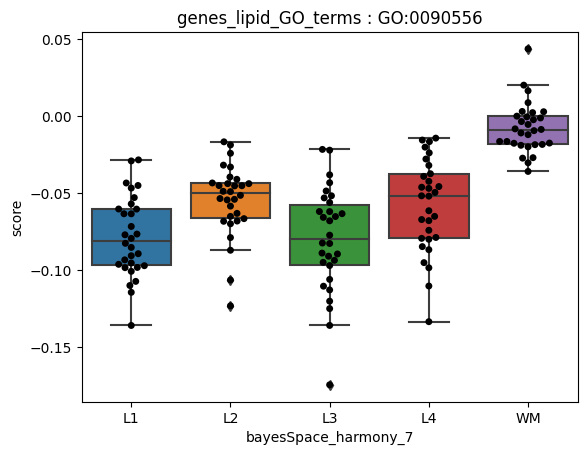 genes_lipid_GO_terms : GO:0090556
0.05
0.00
−0.05
−0.10
−0.15
score
L1 L2 L3 L4 WM
bayesSpace_harmony_7